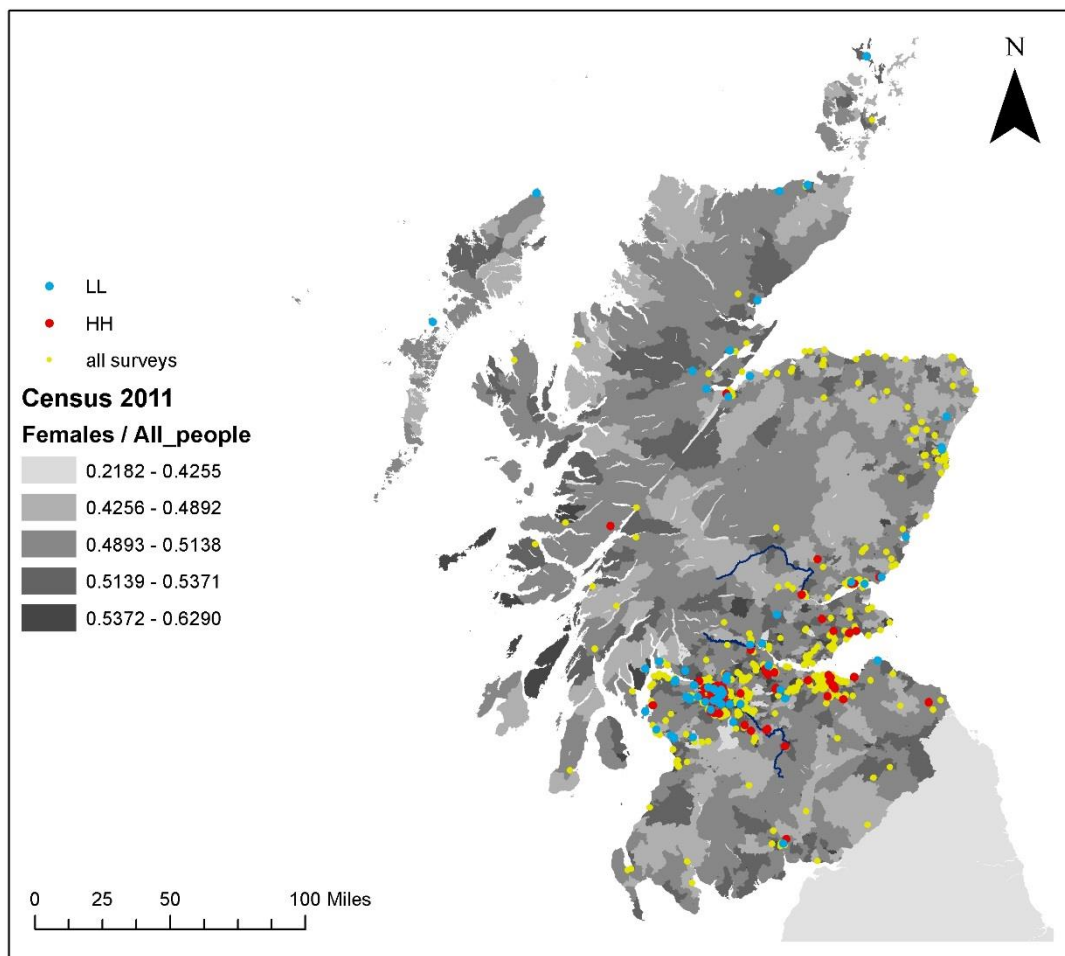 N
LL
HH
all surveys
Census 2011
Females / All_people
0.2182 - 0.4255
0.4256 - 0.4892
0.4893 - 0.5138
0.5139 - 0.5371
0.5372 - 0.6290
0 25 50 100 Miles